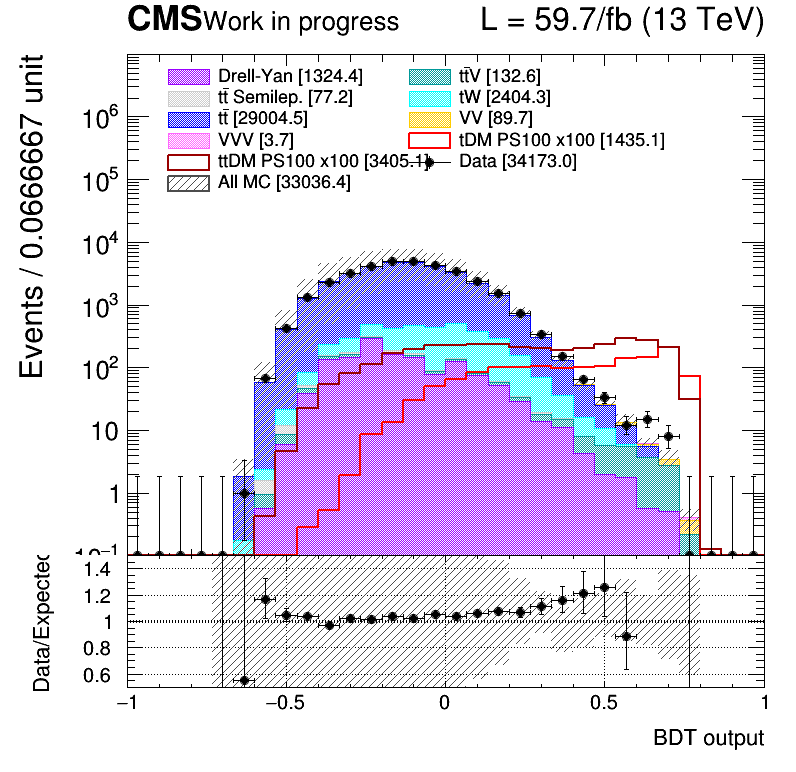 CMS Work in progress L = 59.7/fb (13 TeV)
Events / 0.0666667 unit
Drell-Yan [1324.4] tt̄V [132.6]
tt̄ Semilep. [77.2] tW [2404.3]
tt̄ [29004.5] VV [89.7]
VVV [3.7] tDM PS100 x100 [1435.1]
ttDM PS100 x100 [3405.1] Data [34173.0]
All MC [33036.4]
10⁶
10⁵
10⁴
10³
10²
10
1
10⁻¹
Data/Expected
1.4
1.2
1
0.8
0.6
−1 −0.5 0 0.5 1
BDT output